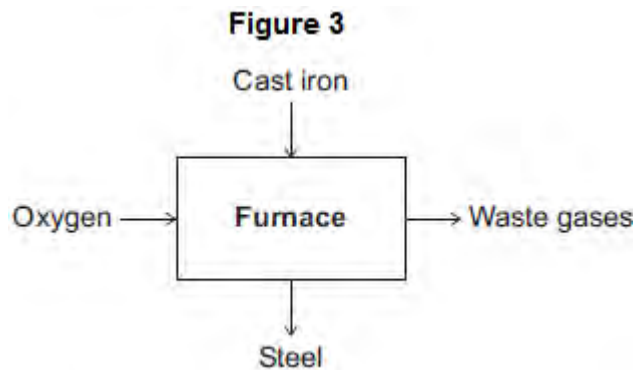 Figure 3
Cast iron
Oxygen
Furnace
Waste gases
Steel